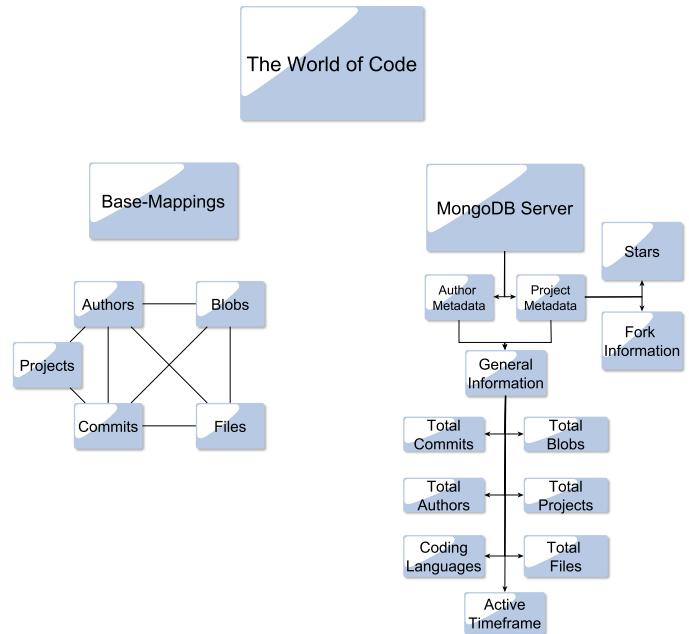 The World of Code
Base-Mappings
MongoDB Server
Stars
Authors
Blobs
Author
Metadata
Project
Metadata
Fork
Information
Projects
General
Information
Commits
Files
Total
Commits
Total
Blobs
Total
Authors
Total
Projects
Coding
Languages
Total
Files
Active
Timeframe